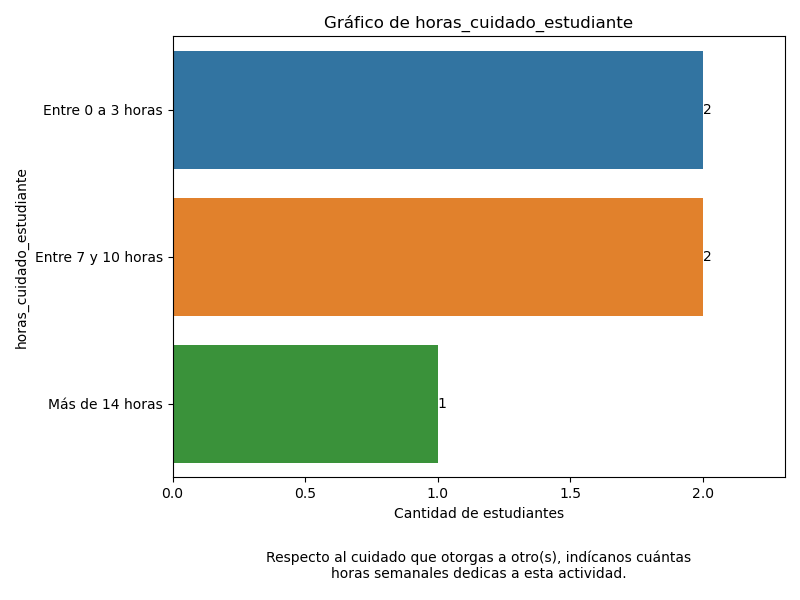 Gráfico de horas_cuidado_estudiante
horas_cuidado_estudiante
Entre 0 a 3 horas
2
Entre 7 y 10 horas
2
Más de 14 horas
1
0.0
0.5
1.0
1.5
2.0
Cantidad de estudiantes
Respecto al cuidado que otorgas a otro(s), indícanos cuántas
horas semanales dedicas a esta actividad.